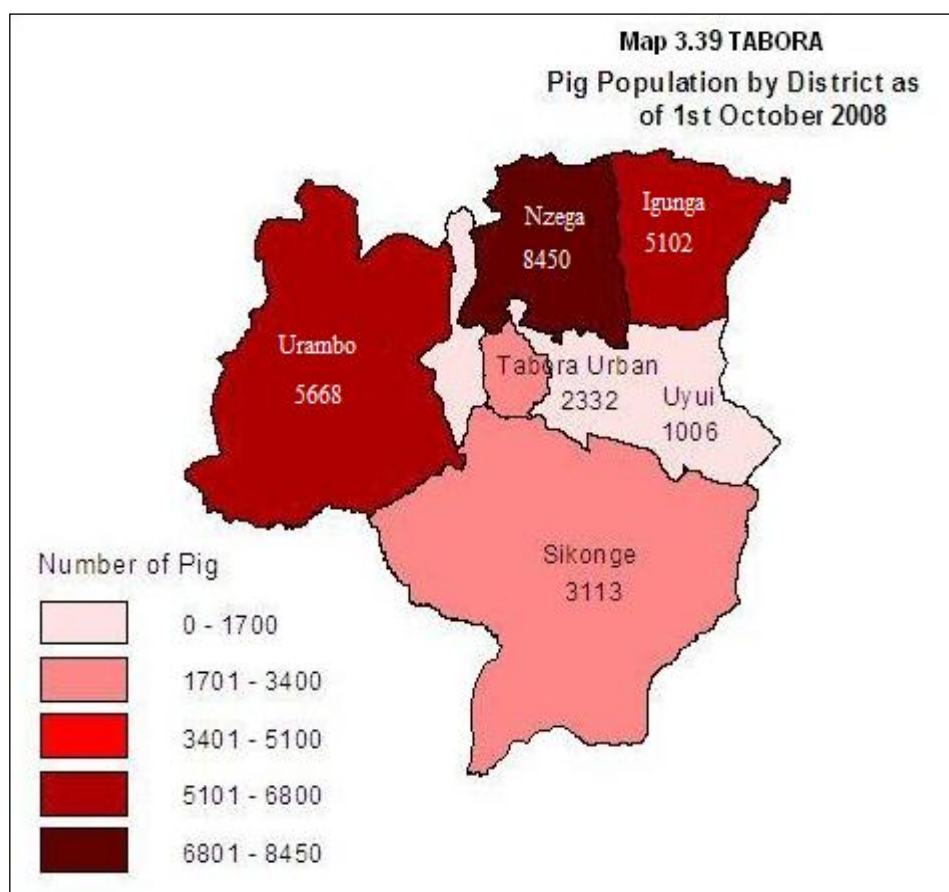 Map 3.39 TABORA
Pig Population by District as
of 1st October 2008
Nzega
8450
Igunga
5102
Urambo
5668
Tabora Urban
2332
Uyui
1006
Sikonge
3113
Number of Pig
0 - 1700
1701 - 3400
3401 - 5100
5101 - 6800
6801 - 8450